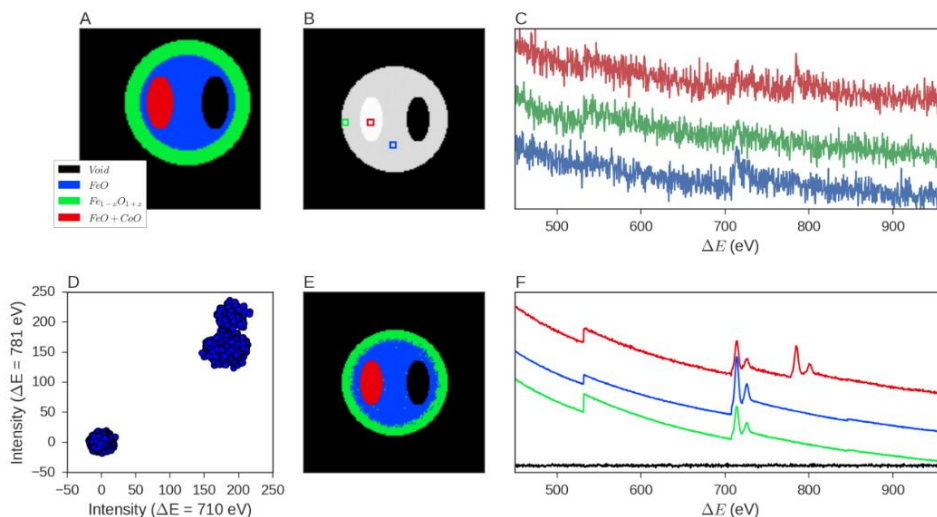 A
B
C
Void
FeO
Fe₁₋ₓO₁₊ₓ
FeO + CoO
500 600 700 800 900
ΔE (eV)
D
E
F
Intensity (ΔE = 781 eV)
250
200
150
100
50
0
−50
−50 0 50 100 150 200 250
Intensity (ΔE = 710 eV)
500 600 700 800 900
ΔE (eV)